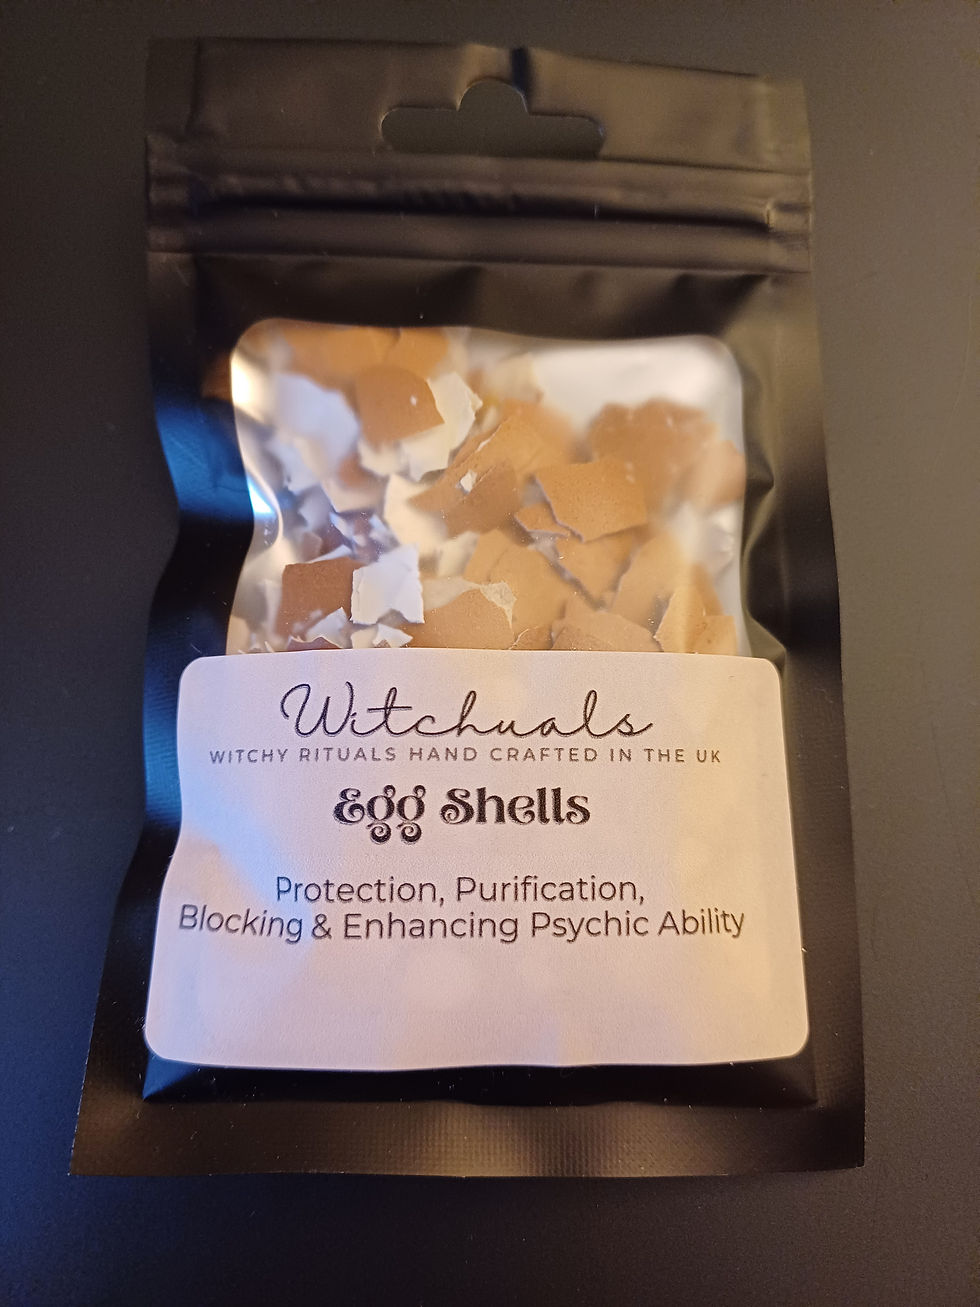 Witchuals
WITCHY RITUALS HAND CRAFTED IN THE UK
Egg Shells
Protection, Purification,
Blocking & Enhancing Psychic Ability